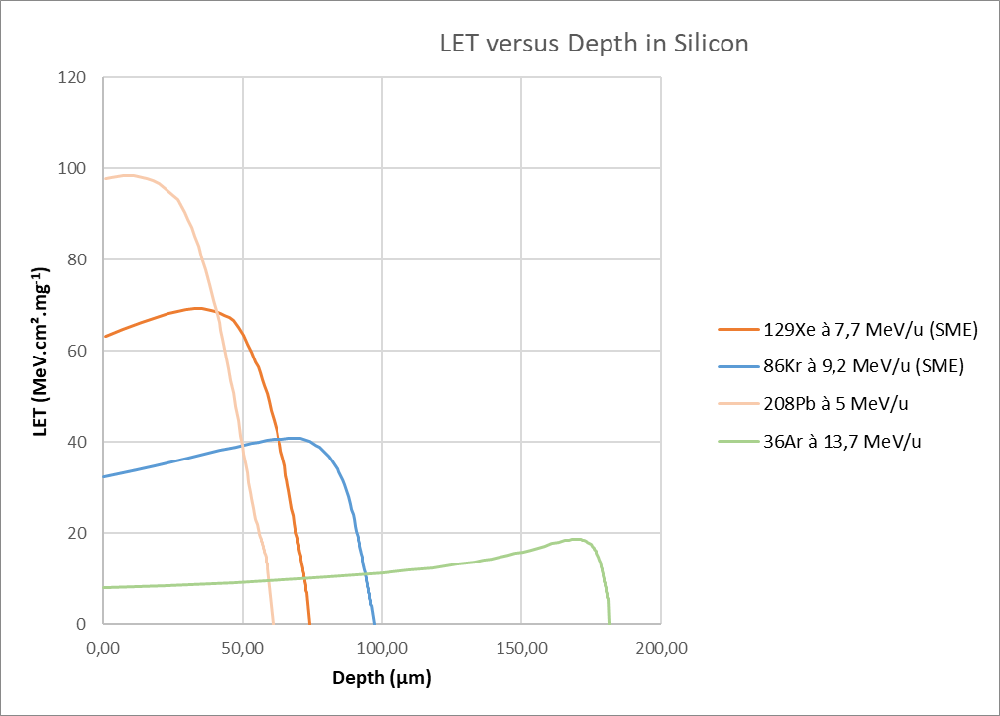 LET versus Depth in Silicon
120
100
80
60
40
20
0
LET (MeV.cm².mg⁻¹)
0,00
50,00
100,00
150,00
200,00
Depth (µm)
129Xe à 7,7 MeV/u (SME)
86Kr à 9,2 MeV/u (SME)
208Pb à 5 MeV/u
36Ar à 13,7 MeV/u